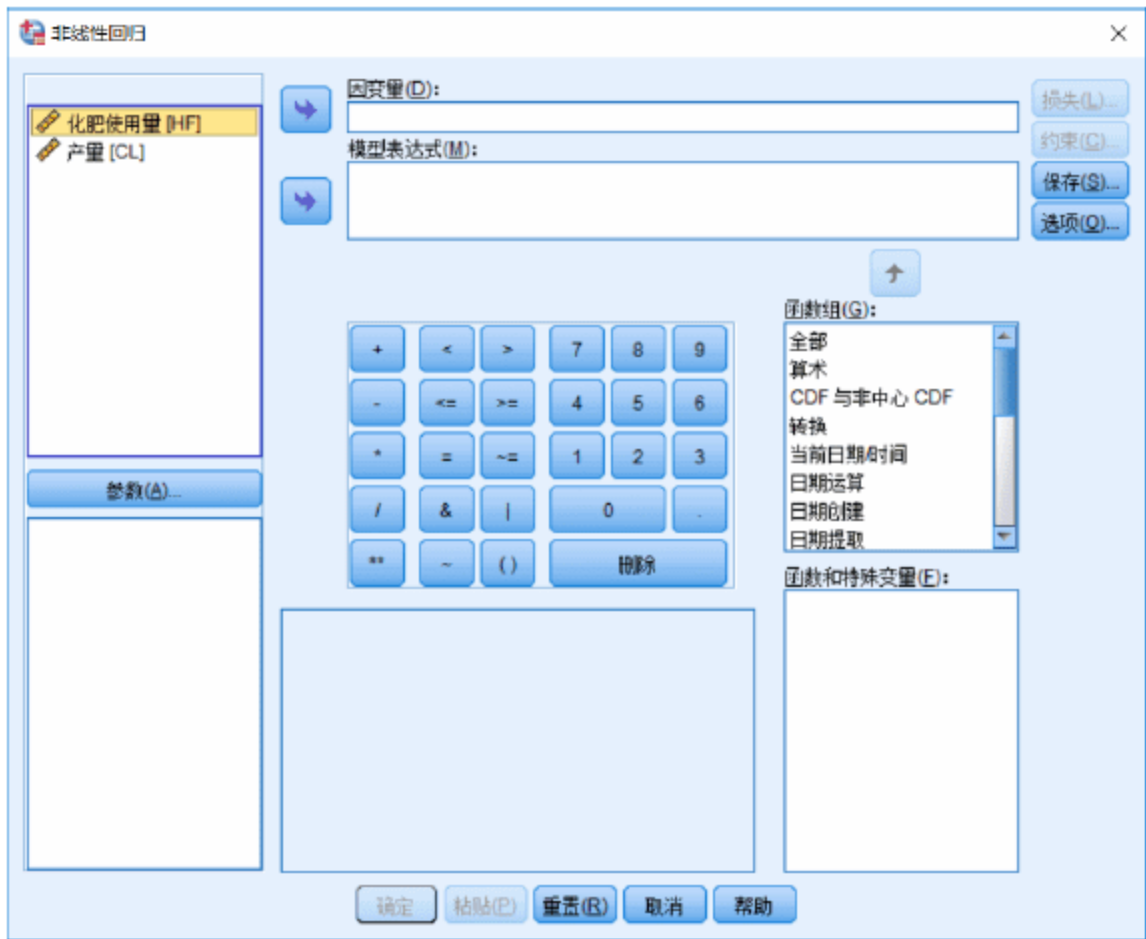 非线性回归
因变量(D):
损失(L)...
化肥使用量 [HF]
产量 [CL]
约束(C)...
模型表达式(M):
保存(S)...
选项(O)...
函数组(G):
+ < > 7 8 9
全部
算术
- <= >= 4 5 6
CDF 与非中心 CDF
转换
* = ~= 1 2 3
当前日期/时间
日期运算
参数(A)...
/ & | 0 .
日期创建
日期提取
** ~ ( ) 删除
函数和特殊变量(F):
确定 粘贴(P) 重置(R) 取消 帮助